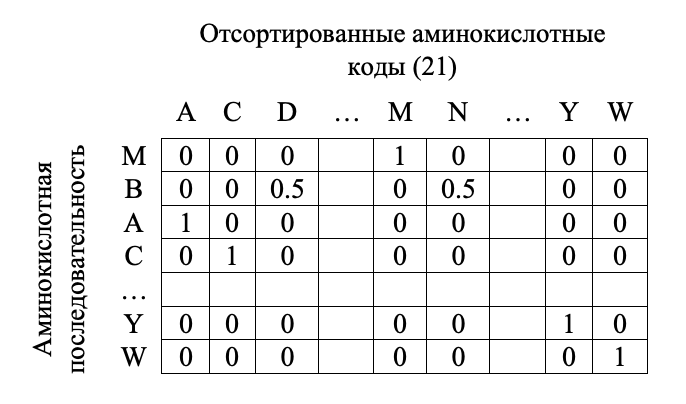 Отсортированные аминокислотные
коды (21)
A C D … M N … Y W
Аминокислотная
последовательность
M 0 0 0 1 0 0 0
B 0 0 0.5 0 0.5 0 0
A 1 0 0 0 0 0 0
C 0 1 0 0 0 0 0
…
Y 0 0 0 0 0 1 0
W 0 0 0 0 0 0 1